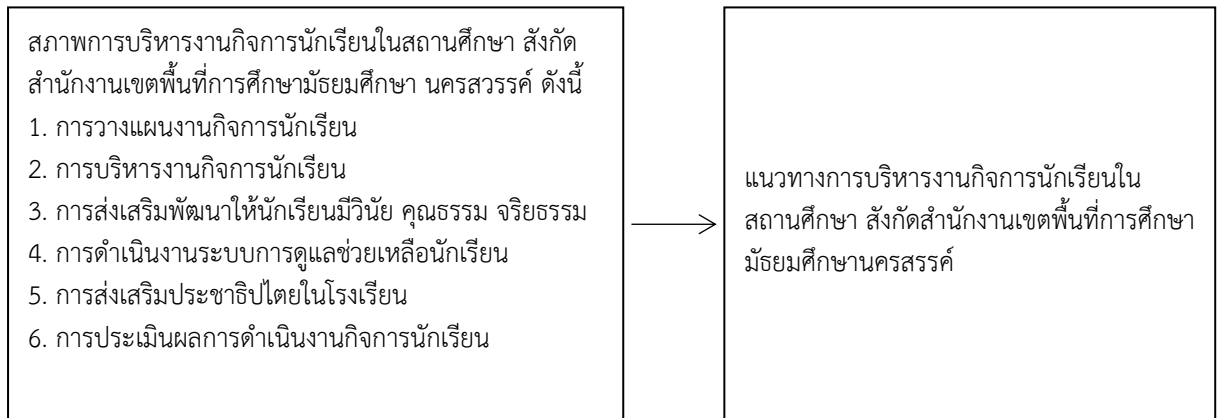 สภาพการบริหารงานกิจการนักเรียนในสถานศึกษา สังกัด
สำนักงานเขตพื้นที่การศึกษามัธยมศึกษา นครสวรรค์ ดังนี้
1. การวางแผนงานกิจการนักเรียน
2. การบริหารงานกิจการนักเรียน
3. การส่งเสริมพัฒนาให้นักเรียนมีวินัย คุณธรรม จริยธรรม
4. การดำเนินงานระบบการดูแลช่วยเหลือนักเรียน
5. การส่งเสริมประชาธิปไตยในโรงเรียน
6. การประเมินผลการดำเนินงานกิจการนักเรียน
แนวทางการบริหารงานกิจการนักเรียนใน
สถานศึกษา สังกัดสำนักงานเขตพื้นที่การศึกษา
มัธยมศึกษานครสรรค์